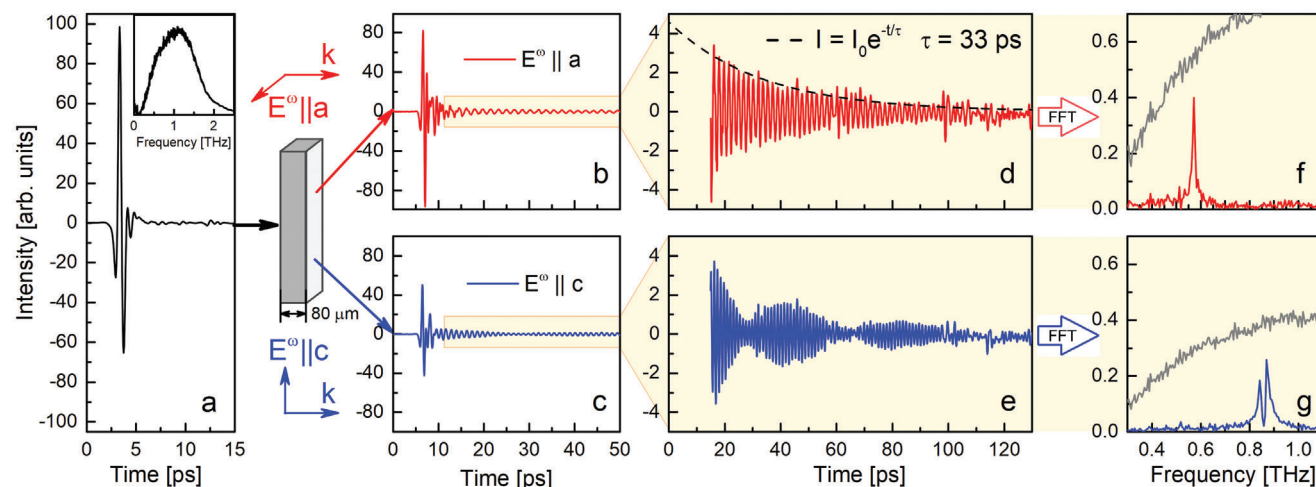 Intensity [arb. units]
100
80
60
40
20
0
-20
-40
-60
-80
-100
0 5 10 15
Time [ps]
a
0 1 2
Frequency [THz]
k
E^ω||a
80 μm
E^ω||c
k
80
40
0
-40
-80
E^ω || a
b
80
40
0
-40
-80
E^ω || c
c
0 10 20 30 40 50
Time [ps]
4
2
0
-2
-4
I = I₀e^{-t/τ} τ = 33 ps
d
4
2
0
-2
-4
e
0 20 40 60 80 100 120
Time [ps]
FFT
FFT
0.6
0.4
0.2
0.0
f
0.6
0.4
0.2
0.0
g
0.4 0.6 0.8 1.0
Frequency [THz]